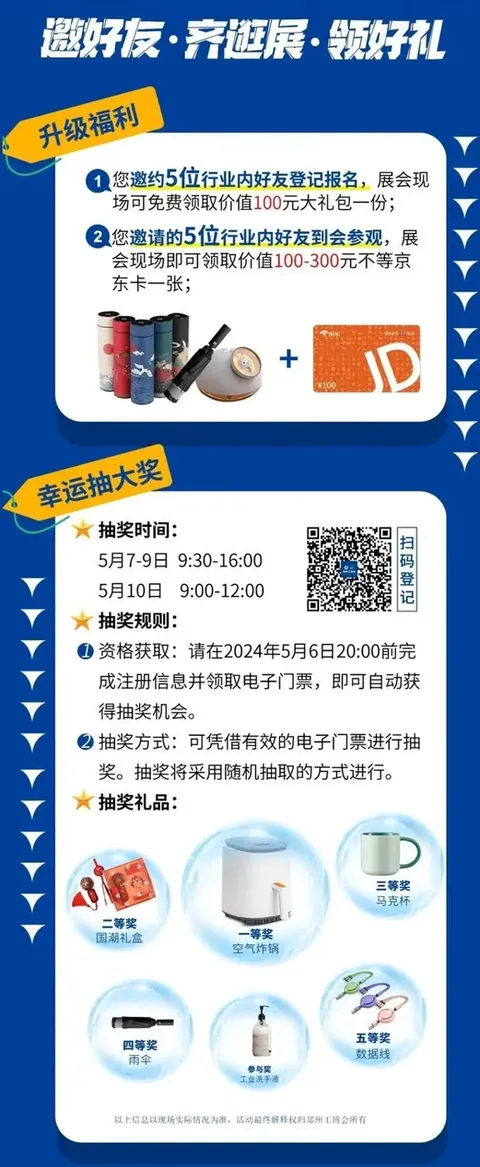 邀好友·齐逛展·领好礼
升级福利
1 您邀约5位行业内好友登记报名，展会现
场可免费领取价值100元大礼包一份；
2 您邀请的5位行业内好友到会参观，展
会现场即可领取价值100-300元不等京
东卡一张；
+
¥100
JD
幸运抽大奖
抽奖时间：
5月7-9日 9:30-16:00
5月10日 9:00-12:00
扫码登记
抽奖规则：
1 资格获取：请在2024年5月6日20:00前完
成注册信息并领取电子门票，即可自动获
得抽奖机会。
2 抽奖方式：可凭借有效的电子门票进行抽
奖。抽奖将采用随机抽取的方式进行。
抽奖礼品：
二等奖
国潮礼盒
一等奖
空气炸锅
三等奖
马克杯
四等奖
雨伞
参与奖
工业洗手液
五等奖
数据线
以上信息以现场实际情况为准，活动最终解释权归郑州工博会所有